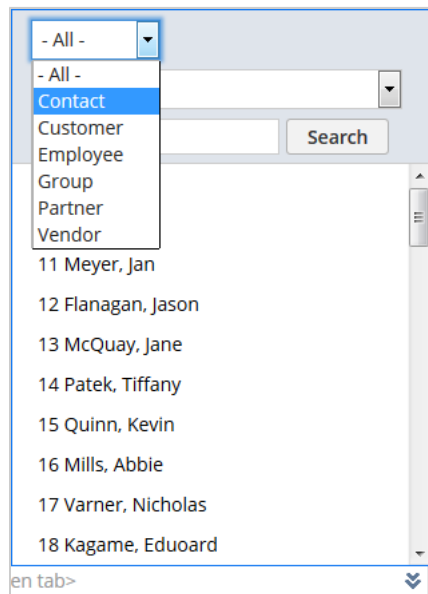 - All -
- All -
Contact
Customer
Employee
Group
Partner
Vendor
Search
11 Meyer, Jan
12 Flanagan, Jason
13 McQuay, Jane
14 Patek, Tiffany
15 Quinn, Kevin
16 Mills, Abbie
17 Varner, Nicholas
18 Kagame, Eduoard
en tab>